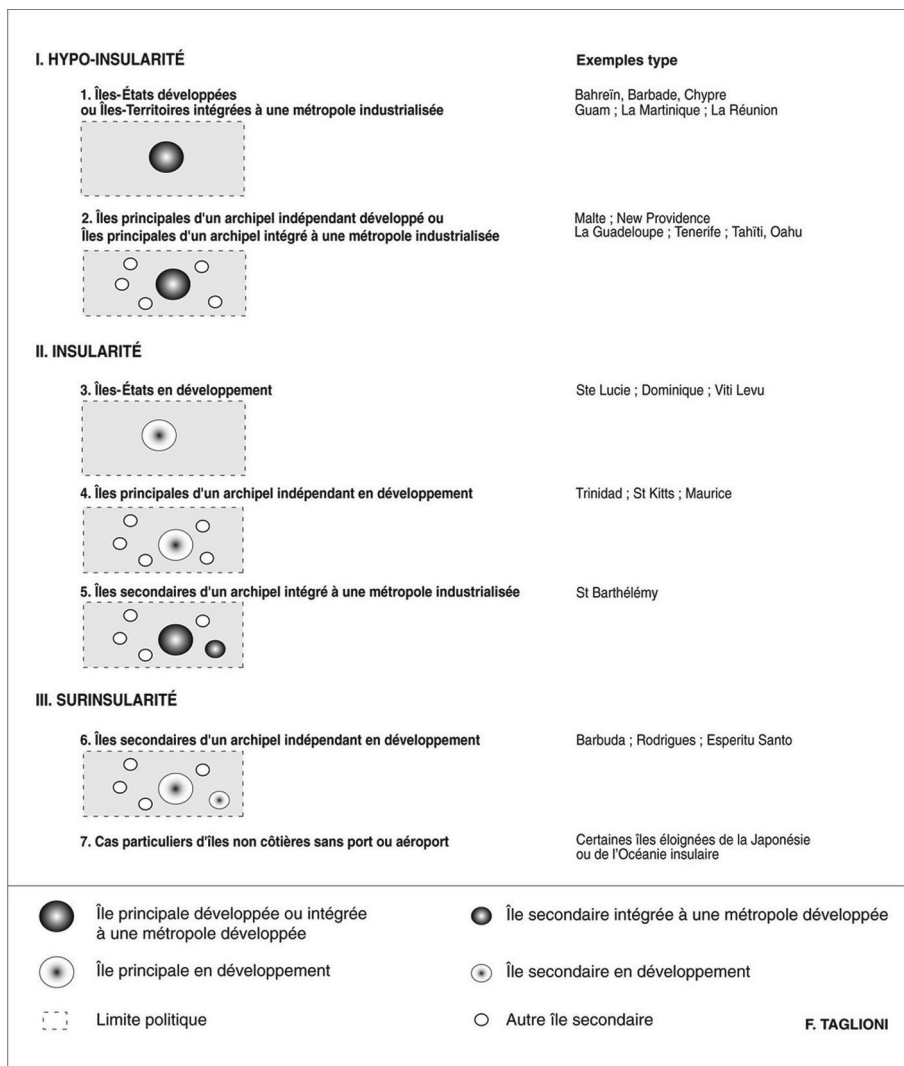 I. HYPO-INSULARITÉ
Exemples type
1. Îles-États développées
ou Îles-Territoires intégrées à une métropole industrialisée
Bahreïn, Barbade, Chypre
Guam ; La Martinique ; La Réunion
2. Îles principales d'un archipel indépendant développé ou
Îles principales d'un archipel intégré à une métropole industrialisée
Malte ; New Providence
La Guadeloupe ; Tenerife ; Tahïti, Oahu
II. INSULARITÉ
3. Îles-États en développement
Ste Lucie ; Dominique ; Viti Levu
4. Îles principales d'un archipel indépendant en développement
Trinidad ; St Kitts ; Maurice
5. Îles secondaires d'un archipel intégré à une métropole industrialisée
St Barthélémy
III. SURINSULARITÉ
6. Îles secondaires d'un archipel indépendant en développement
Barbuda ; Rodrigues ; Esperitu Santo
7. Cas particuliers d'îles non côtières sans port ou aéroport
Certaines îles éloignées de la Japonésie
ou de l'Océanie insulaire
Île principale développée ou intégrée
à une métropole développée
Île secondaire intégrée à une métropole développée
Île principale en développement
Île secondaire en développement
Limite politique
Autre île secondaire
F. TAGLIONI